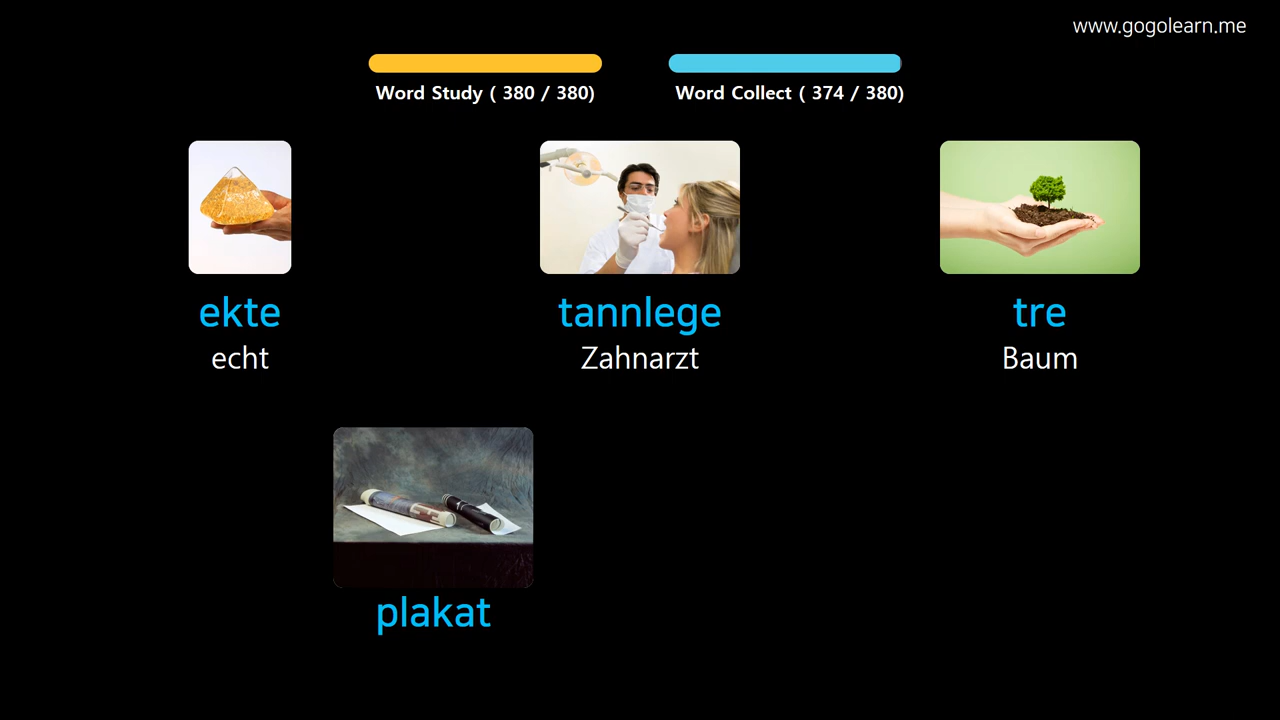 www.gogolearn.me
Word Study ( 380 / 380)
Word Collect ( 374 / 380)
ekte
tannlege
tre
echt
Zahnarzt
Baum
plakat